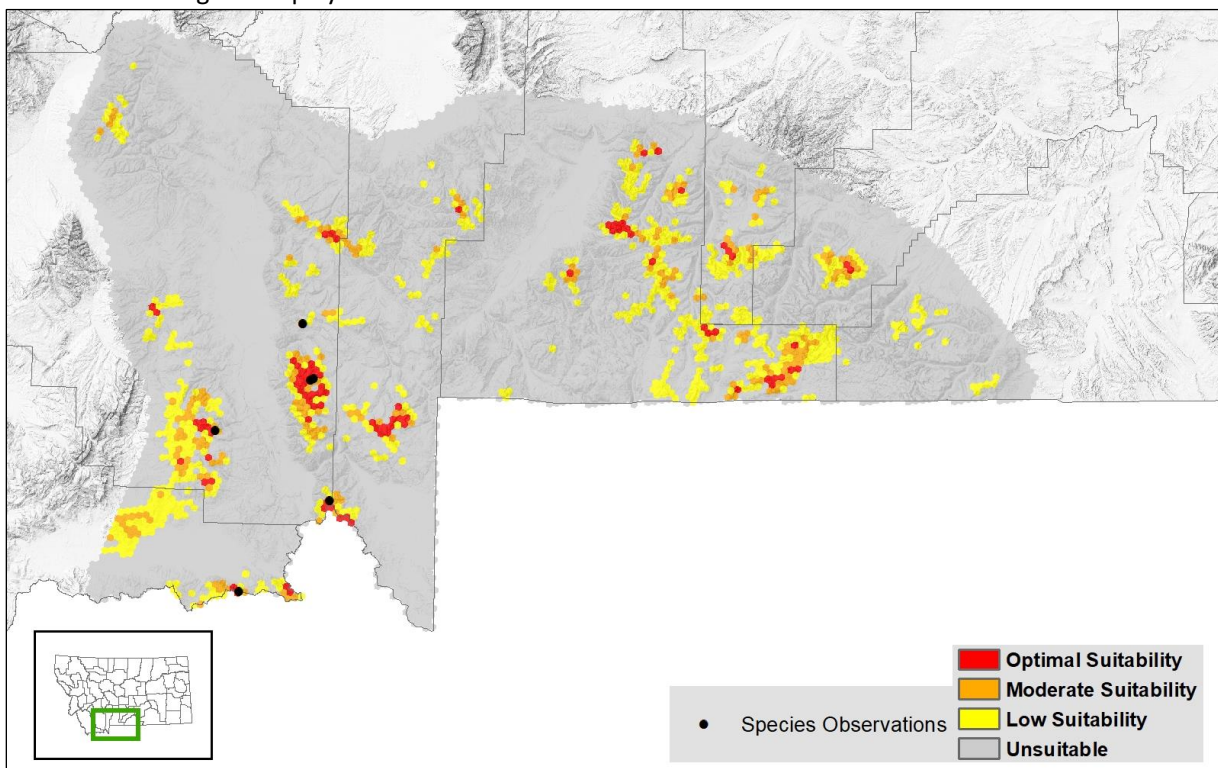 Species Observations
Optimal Suitability
Moderate Suitability
Low Suitability
Unsuitable